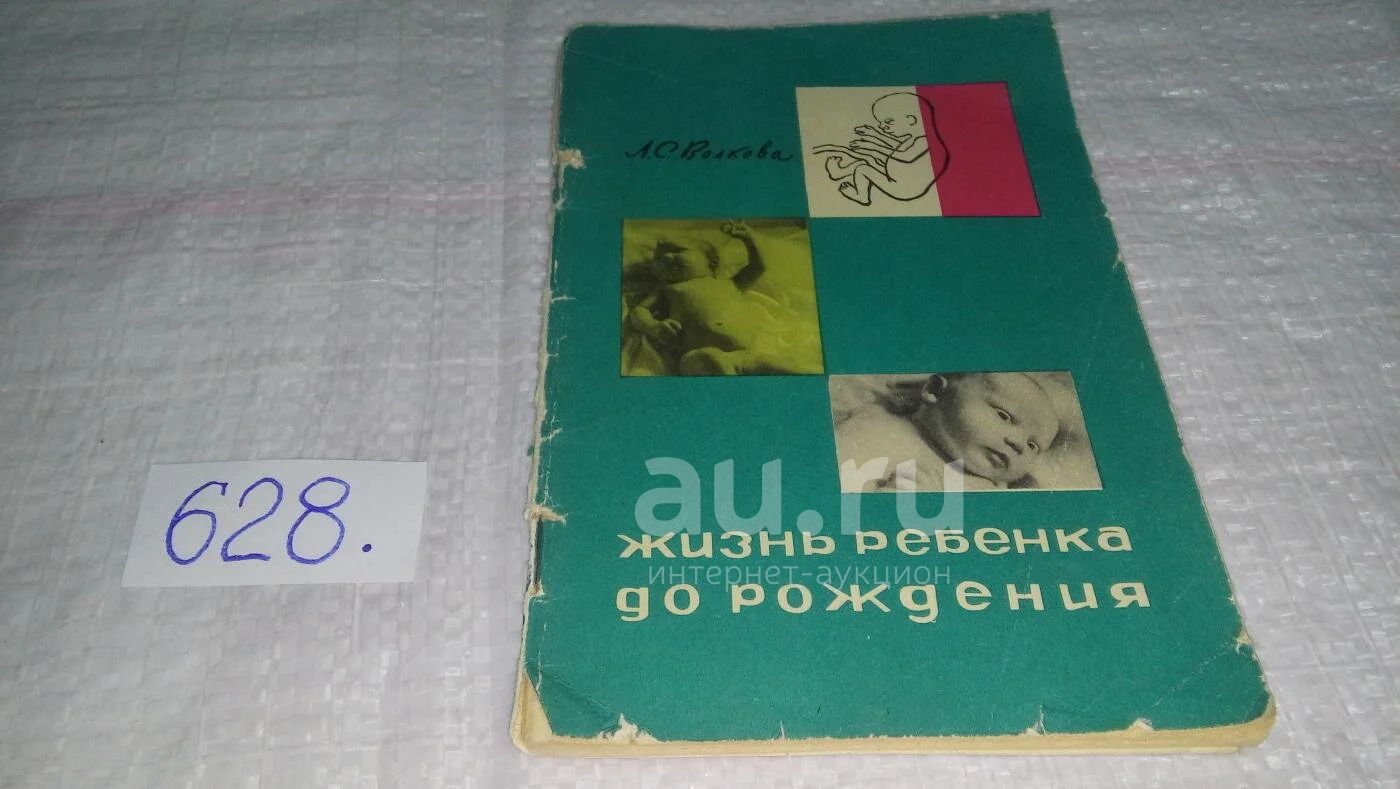 Л.С.Волкова
628.
au.ru
жизнь ребенка
интернет-аукцион
до рождения